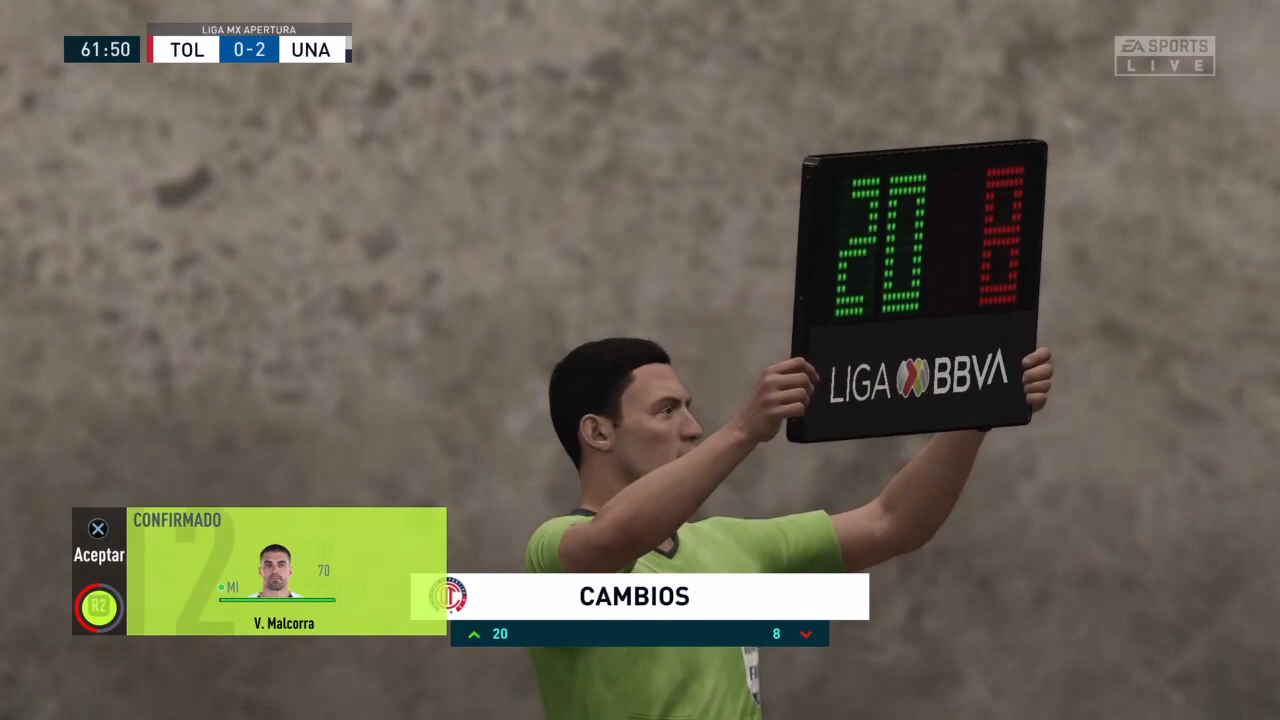 LIGA MX APERTURA
61:50 TOL 0-2 UNA
EA SPORTS
LIVE
20 8
LIGA BBVA
CONFIRMADO
Aceptar
70
MI
R2
V. Malcorra
CAMBIOS
20 8